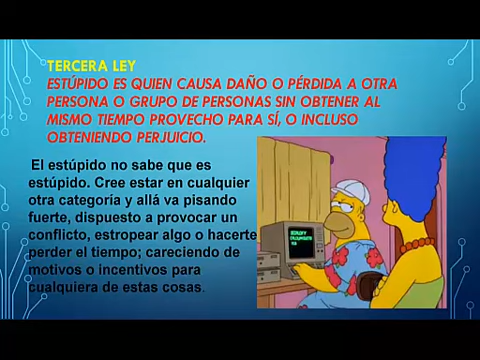 TERCERA LEY
ESTÚPIDO ES QUIEN CAUSA DAÑO O PÉRDIDA A OTRA
PERSONA O GRUPO DE PERSONAS SIN OBTENER AL
MISMO TIEMPO PROVECHO PARA SÍ, O INCLUSO
OBTENIENDO PERJUICIO.
El estúpido no sabe que es
estúpido. Cree estar en cualquier
otra categoría y allá va pisando
fuerte, dispuesto a provocar un
conflicto, estropear algo o hacerte
perder el tiempo; careciendo de
motivos o incentivos para
cualquiera de estas cosas.